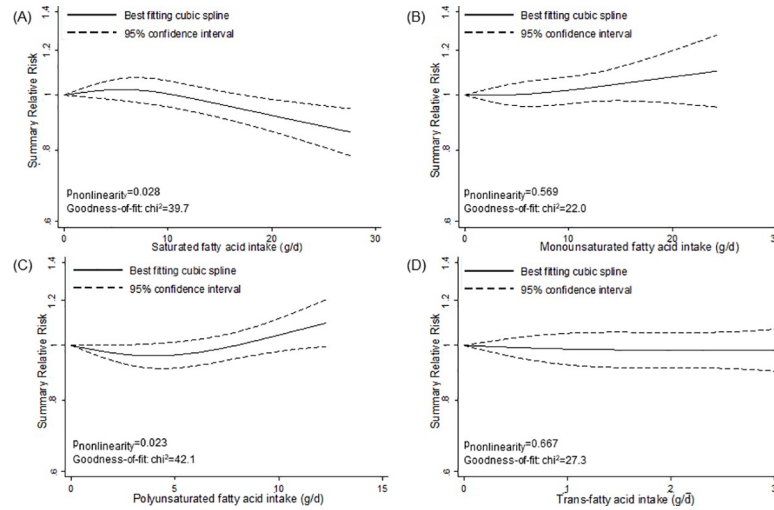 (A)
Best fitting cubic spline
95% confidence interval
Summary Relative Risk
1.4
1.2
1
.8
.6
Pnonlinearity=0.028
Goodness-of-fit: chi²=39.7
0 10 20 30
Saturated fatty acid intake (g/d)
(B)
Best fitting cubic spline
95% confidence interval
Summary Relative Risk
1.4
1.2
1
.8
.6
Pnonlinearity=0.569
Goodness-of-fit: chi²=22.0
0 10 20 30
Monounsaturated fatty acid intake (g/d)
(C)
Best fitting cubic spline
95% confidence interval
Summary Relative Risk
1.4
1.2
1
.8
.6
Pnonlinearity=0.023
Goodness-of-fit: chi²=42.1
0 5 10 15
Polyunsaturated fatty acid intake (g/d)
(D)
Best fitting cubic spline
95% confidence interval
Summary Relative Risk
1.4
1.2
1
.8
.6
Pnonlinearity=0.667
Goodness-of-fit: chi²=27.3
0 1 2 3
Trans-fatty acid intake (g/d)